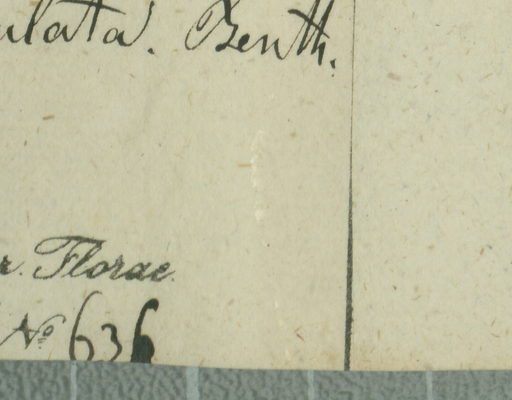 ulata. Benth.
r. Florae.
No 636